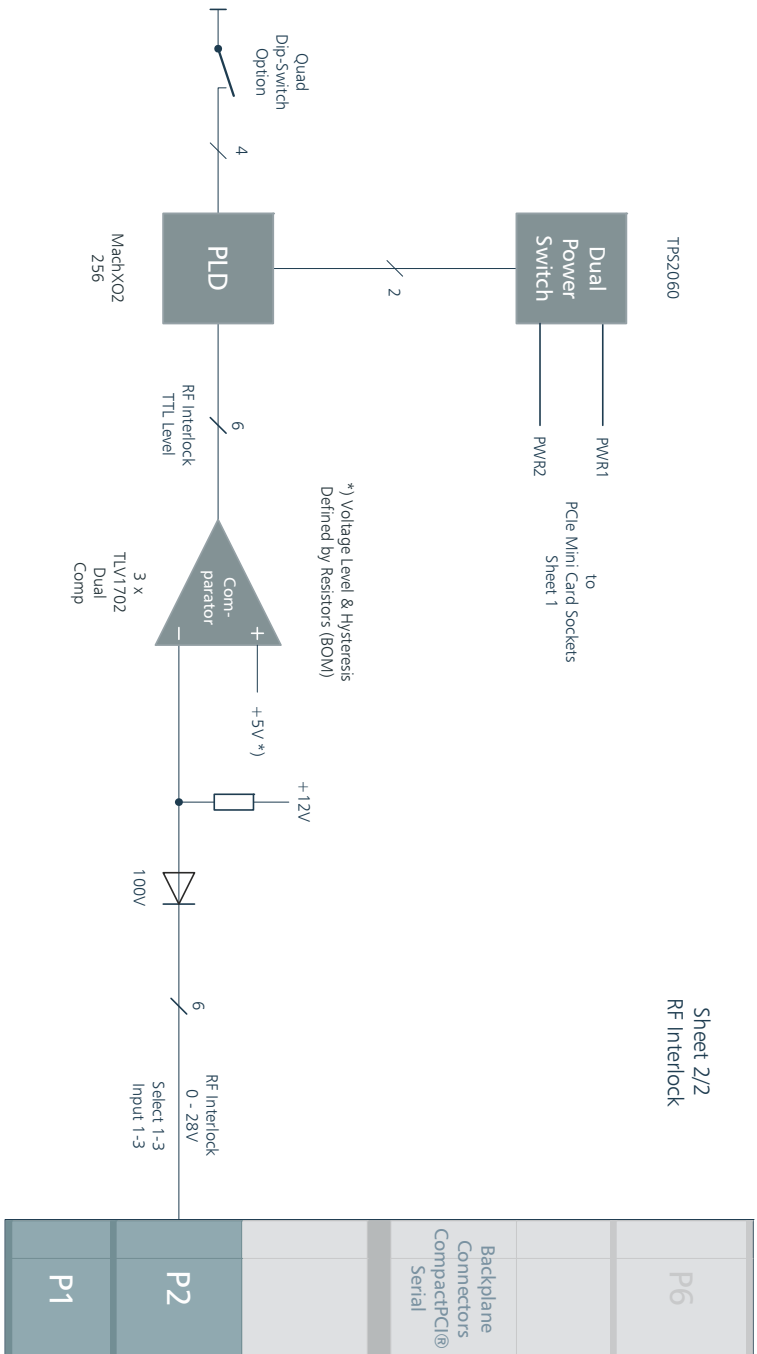 Sheet 2/2
RF Interlock
TPS2060
Dual
Power
Switch
PWR1
PWR2
to
PCIe Mini Card Sockets
Sheet 1
2
Quad
Dip-Switch
Option
4
PLD
MachXO2
256
6
RF Interlock
TTL Level
*) Voltage Level & Hysteresis
Defined by Resistors (BOM)
Com-
parator
+
−
3 x
TLV1702
Dual
Comp
+5V *)
+12V
100V
6
RF Interlock
0 - 28V
Select 1-3
Input 1-3
P6
Backplane
Connectors
CompactPCI®
Serial
P2
P1